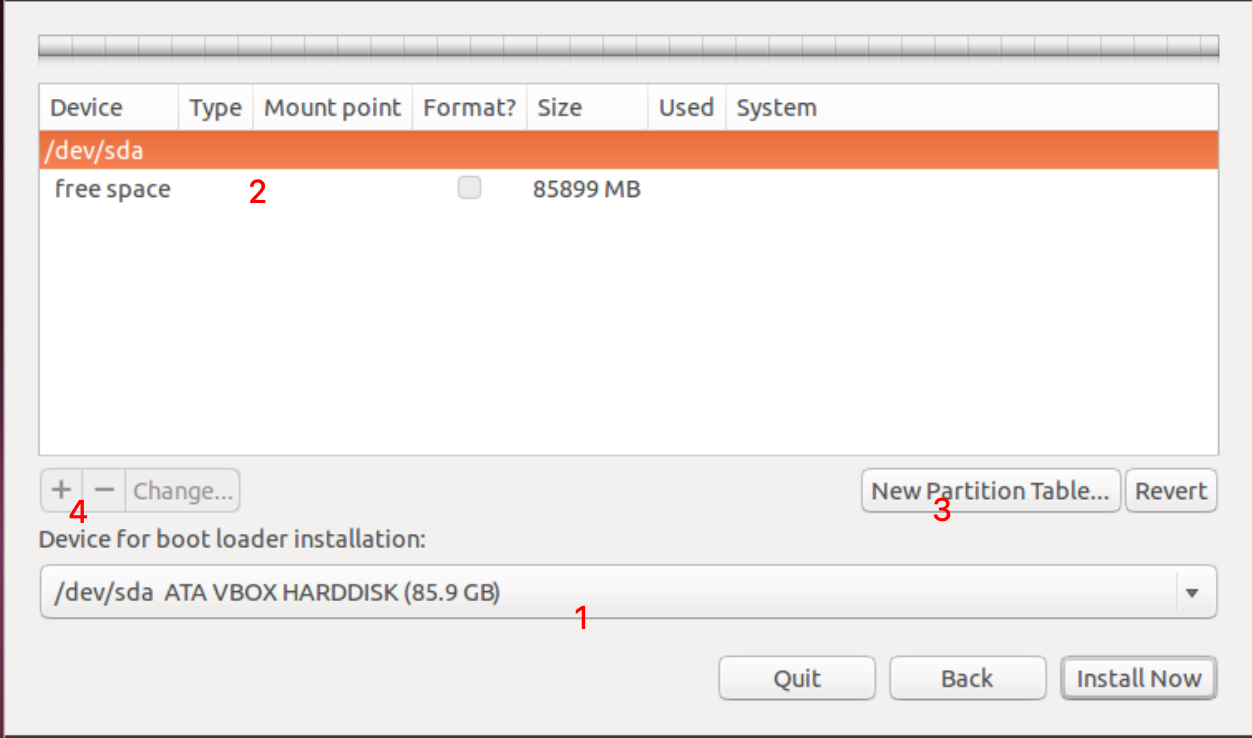 Device Type Mount point Format? Size Used System
/dev/sda
free space 2 85899 MB
+ - Change... New Partition Table... Revert
4 3
Device for boot loader installation:
/dev/sda ATA VBOX HARDDISK (85.9 GB)
1
Quit Back Install Now